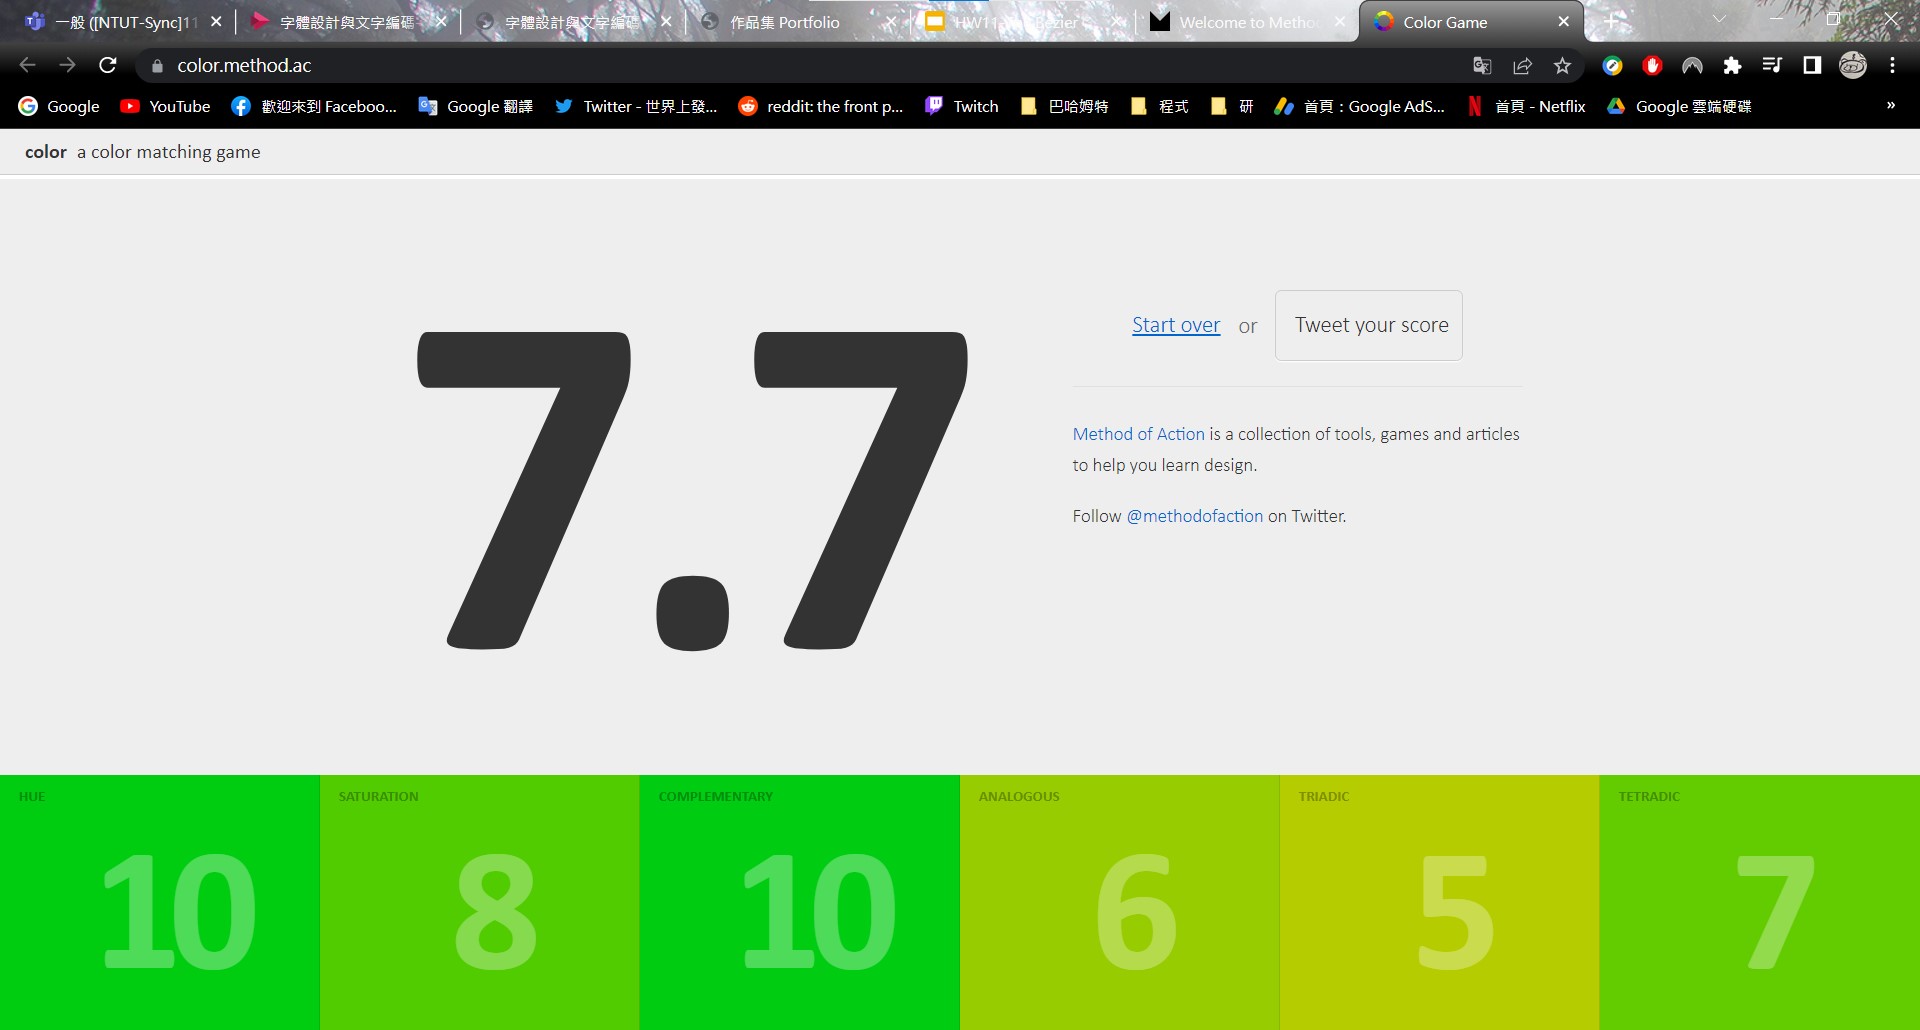 一般 ([NTUT-Sync]11
字體設計與文字編碼
字體設計與文字編碼
作品集 Portfolio
Welcome to Metho
Color Game
color.method.ac
Google
YouTube
歡迎來到 Faceboo...
Google 翻譯
Twitter - 世界上發...
reddit: the front p...
Twitch
巴哈姆特
程式
研
首頁：Google AdS...
首頁 - Netflix
Google 雲端硬碟
»
color a color matching game
7.7
Start over or Tweet your score
Method of Action is a collection of tools, games and articles
to help you learn design.
Follow @methodofaction on Twitter.
HUE
10
SATURATION
8
COMPLEMENTARY
10
ANALOGOUS
6
TRIADIC
5
TETRADIC
7